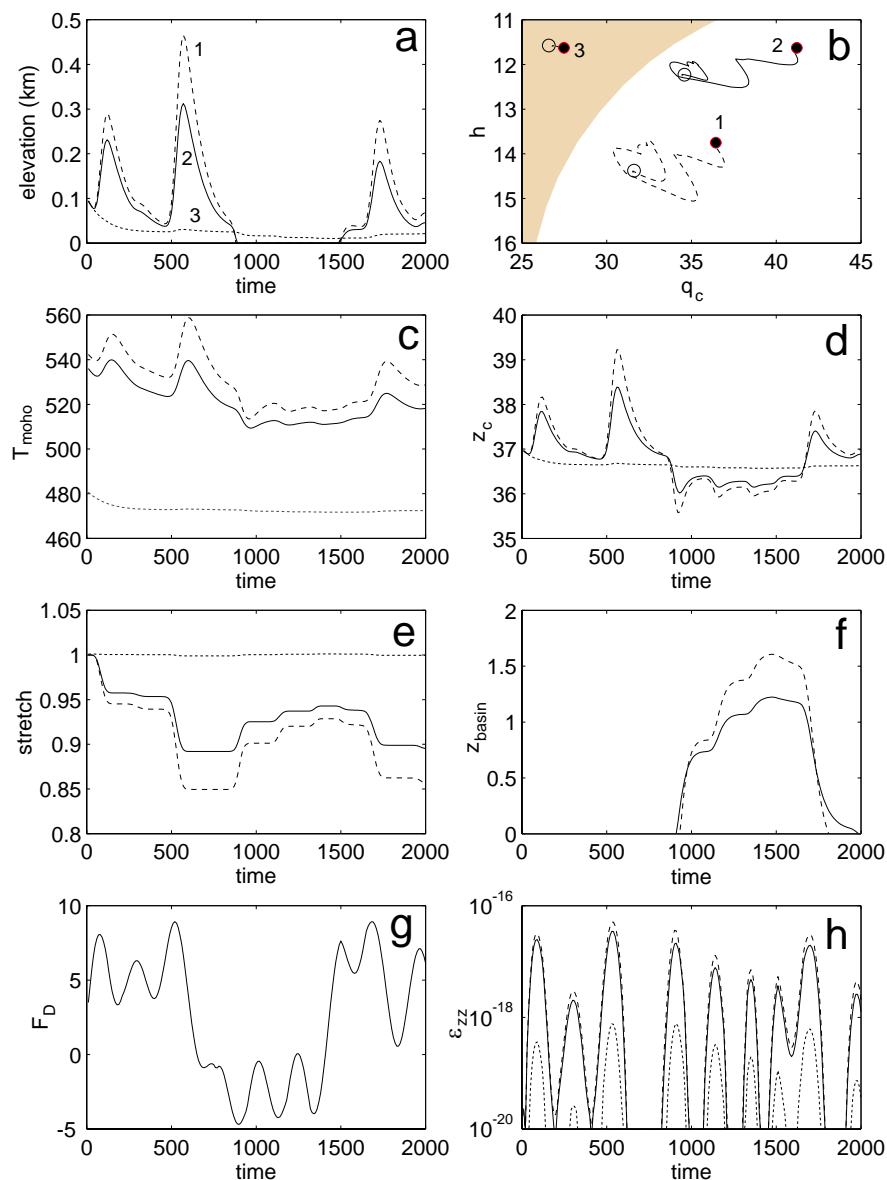 a
elevation (km)
0.5
0.4
0.3
0.2
0.1
0
1
2
3
0 500 1000 1500 2000
time
b
h
11
12
13
14
15
16
3
2
1
25 30 35 40 45
q_c
c
T_moho
560
540
520
500
480
460
0 500 1000 1500 2000
time
d
z_c
40
39
38
37
36
35
0 500 1000 1500 2000
time
e
stretch
1.05
1
0.95
0.9
0.85
0.8
0 500 1000 1500 2000
time
f
z_basin
2
1.5
1
0.5
0
0 500 1000 1500 2000
time
g
F_D
10
5
0
-5
0 500 1000 1500 2000
time
h
ε_zz
10^-16
10^-18
10^-20
0 500 1000 1500 2000
time